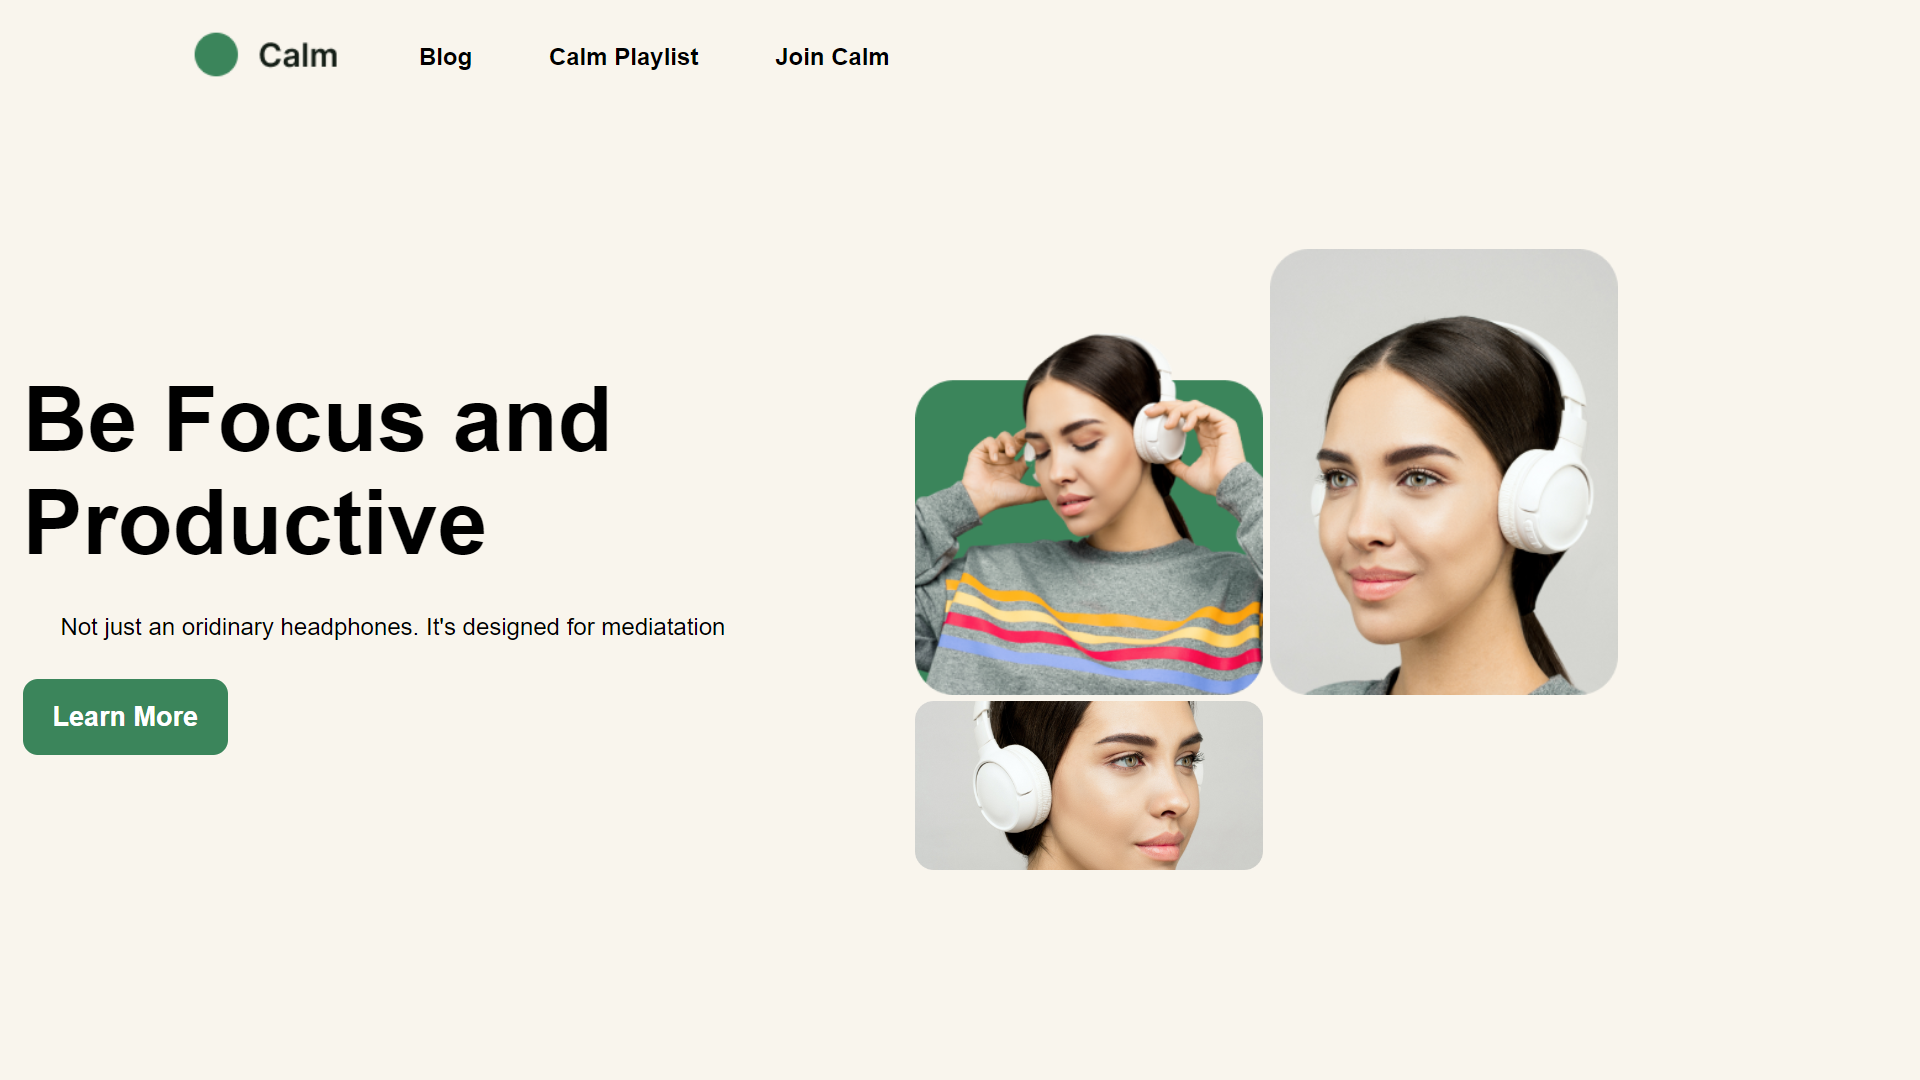 Calm
Blog
Calm Playlist
Join Calm
Be Focus and
Productive
Not just an oridinary headphones. It's designed for mediatation
Learn More